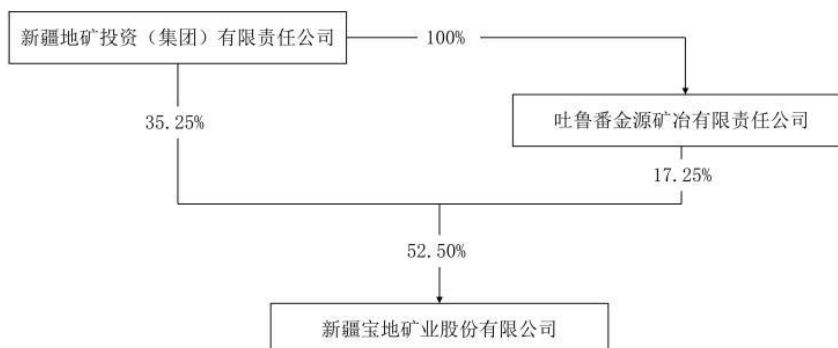 新疆地矿投资（集团）有限责任公司
100%
35.25%
吐鲁番金源矿冶有限责任公司
17.25%
52.50%
新疆宝地矿业股份有限公司